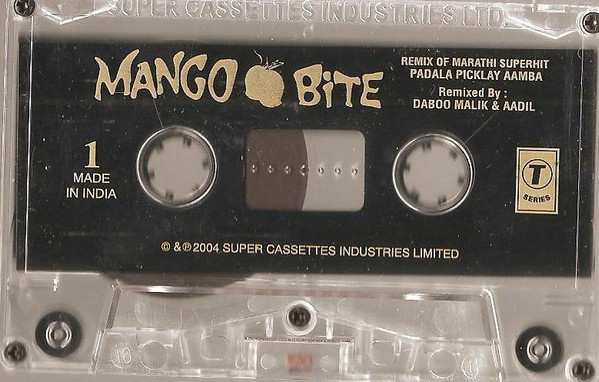 SUPER CASSETTES INDUSTRIES LTD.
MANGO BITE
REMIX OF MARATHI SUPERHIT
PADALA PICKLAY AAMBA
Remixed By :
DABOO MALIK & AADIL
1
MADE
IN INDIA
T
SERIES
© & ℗ 2004 SUPER CASSETTES INDUSTRIES LIMITED